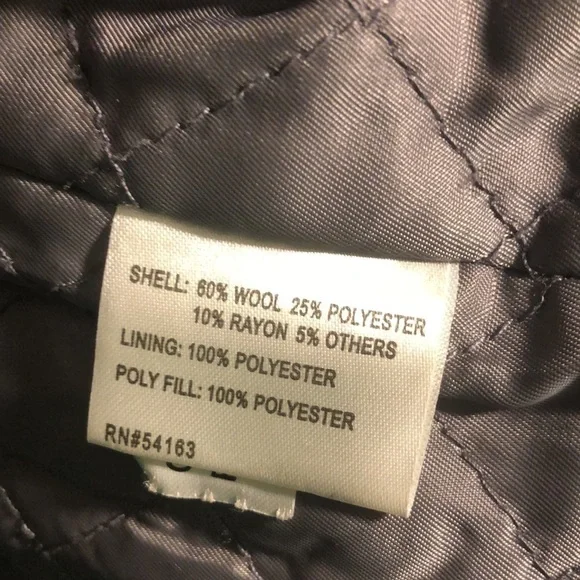 SHELL: 60% WOOL 25% POLYESTER
10% RAYON 5% OTHERS
LINING: 100% POLYESTER
POLY FILL: 100% POLYESTER
RN#54163